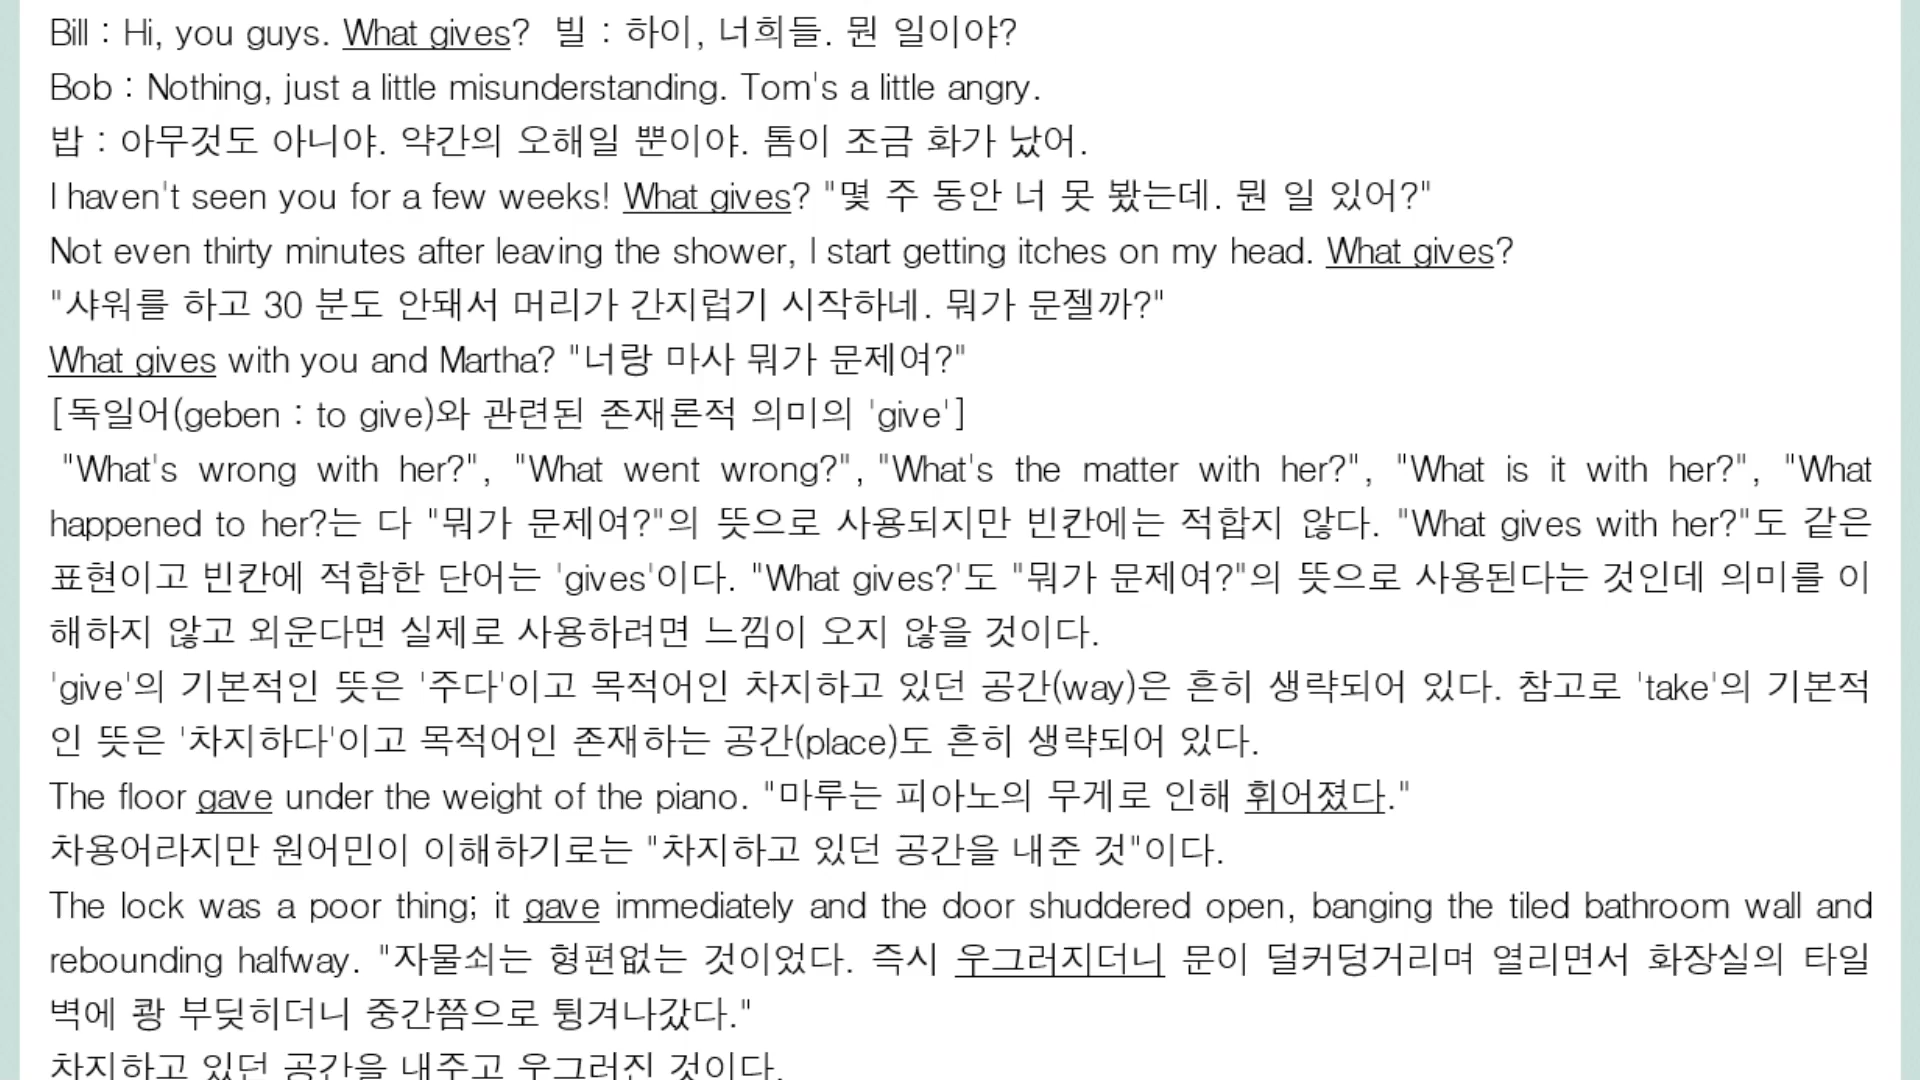 Bill : Hi, you guys. What gives?  빌 : 하이, 너희들. 뭔 일이야?
Bob : Nothing, just a little misunderstanding. Tom's a little angry.
밥 : 아무것도 아니야. 약간의 오해일 뿐이야. 톰이 조금 화가 났어.
I haven't seen you for a few weeks! What gives? "몇 주 동안 너 못 봤는데. 뭔 일 있어?"
Not even thirty minutes after leaving the shower, I start getting itches on my head. What gives?
"샤워를 하고 30 분도 안돼서 머리가 간지럽기 시작하네. 뭐가 문젤까?"
What gives with you and Martha? "너랑 마사 뭐가 문제여?"
[독일어(geben : to give)와 관련된 존재론적 의미의 'give']
"What's wrong with her?", "What went wrong?", "What's the matter with her?", "What is it with her?", "What
happened to her?는 다 "뭐가 문제여?"의 뜻으로 사용되지만 빈칸에는 적합지 않다. "What gives with her?"도 같은
표현이고 빈칸에 적합한 단어는 'gives'이다. "What gives?'도 "뭐가 문제여?"의 뜻으로 사용된다는 것인데 의미를 이
해하지 않고 외운다면 실제로 사용하려면 느낌이 오지 않을 것이다.
'give'의 기본적인 뜻은 '주다'이고 목적어인 차지하고 있던 공간(way)은 흔히 생략되어 있다. 참고로 'take'의 기본적
인 뜻은 '차지하다'이고 목적어인 존재하는 공간(place)도 흔히 생략되어 있다.
The floor gave under the weight of the piano. "마루는 피아노의 무게로 인해 휘어졌다."
차용어라지만 원어민이 이해하기로는 "차지하고 있던 공간을 내준 것"이다.
The lock was a poor thing; it gave immediately and the door shuddered open, banging the tiled bathroom wall and
rebounding halfway. "자물쇠는 형편없는 것이었다. 즉시 우그러지더니 문이 덜커덩거리며 열리면서 화장실의 타일
벽에 쾅 부딪히더니 중간쯤으로 튕겨나갔다."
차지하고 있던 공간을 내주고 우그러진 것이다.